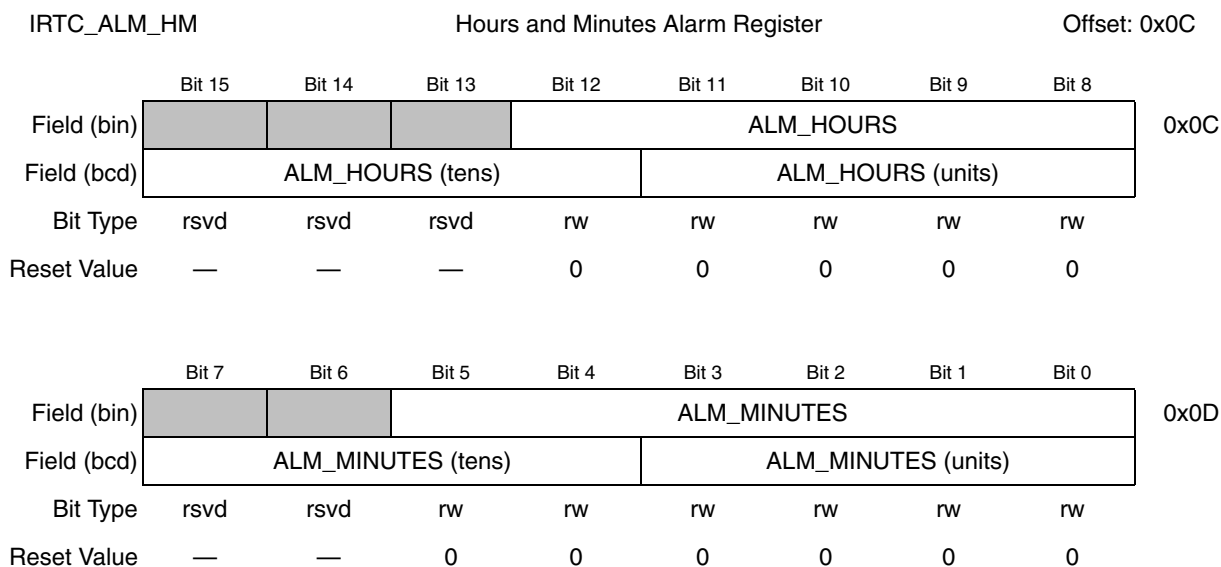 IRTC_ALM_HM Hours and Minutes Alarm Register Offset: 0x0C
Bit 15 Bit 14 Bit 13 Bit 12 Bit 11 Bit 10 Bit 9 Bit 8
Field (bin) ALM_HOURS 0x0C
Field (bcd) ALM_HOURS (tens) ALM_HOURS (units)
Bit Type rsvd rsvd rsvd rw rw rw rw rw
Reset Value — — — 0 0 0 0 0
Bit 7 Bit 6 Bit 5 Bit 4 Bit 3 Bit 2 Bit 1 Bit 0
Field (bin) ALM_MINUTES 0x0D
Field (bcd) ALM_MINUTES (tens) ALM_MINUTES (units)
Bit Type rsvd rsvd rw rw rw rw rw rw
Reset Value — — 0 0 0 0 0 0